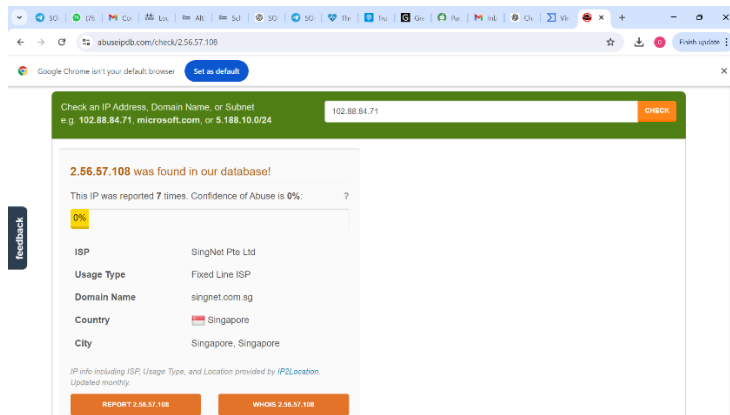 abuseipdb.com/check/2.56.57.108
Finish update
Google Chrome isn't your default browser
Set as default
Check an IP Address, Domain Name, or Subnet
e.g. 102.88.84.71, microsoft.com, or 5.188.10.0/24
102.88.84.71
CHECK
2.56.57.108 was found in our database!
This IP was reported 7 times. Confidence of Abuse is 0%:
?
0%
ISP SingNet Pte Ltd
Usage Type Fixed Line ISP
Domain Name singnet.com.sg
Country Singapore
City Singapore, Singapore
IP info including ISP, Usage Type, and Location provided by IP2Location.
Updated monthly.
REPORT 2.56.57.108
WHOIS 2.56.57.108
feedback